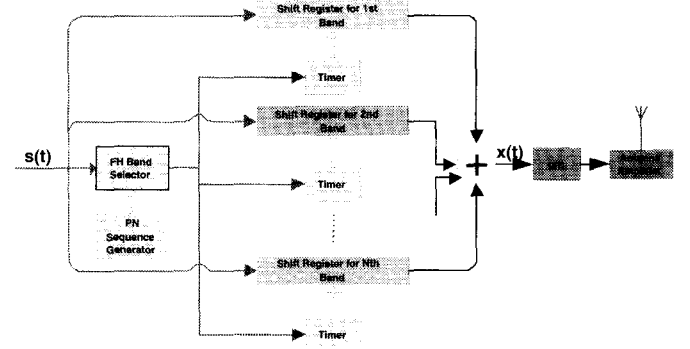 Shift Register for 1st
Band
Timer
Shift Register for 2nd
Band
s(t)
FH Band
Selector
x(t)
Timer
PN
Sequence
Generator
Shift Register for Nth
Band
Timer